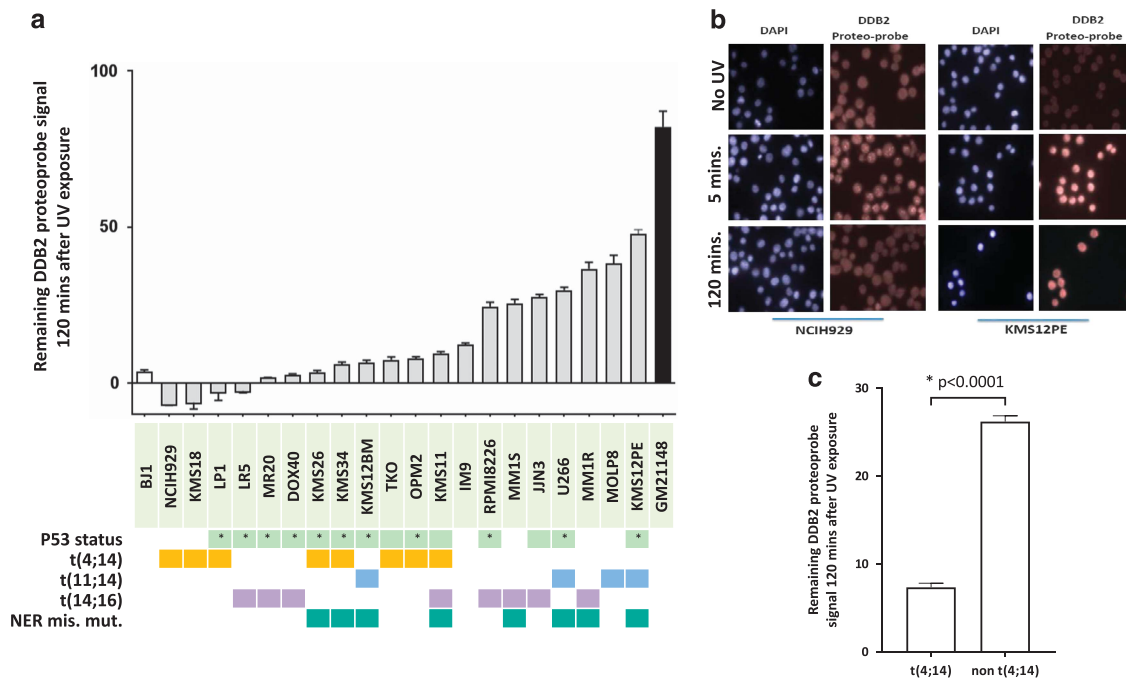 a
Remaining DDB2 proteoprobe signal
120 mins after UV exposure
100
50
0
BJ1
NCIH929
KMS18
LP1
LR5
MR20
DOX40
KMS26
KMS34
KMS12BM
TKO
OPM2
KMS11
IM9
RPMI8226
MM1S
JJN3
U266
MM1R
MOLP8
KMS12PE
GM21148
P53 status * * * * * * * * * * *
t(4;14)
t(11;14)
t(14;16)
NER mis. mut.
b
DAPI
DDB2
Proteo-probe
DAPI
DDB2
Proteo-probe
No UV
5 mins.
120 mins.
NCIH929
KMS12PE
c
Remaining DDB2 proteoprobe
signal 120 mins after UV exposure
30
20
10
0
* p<0.0001
t(4;14)
non t(4;14)